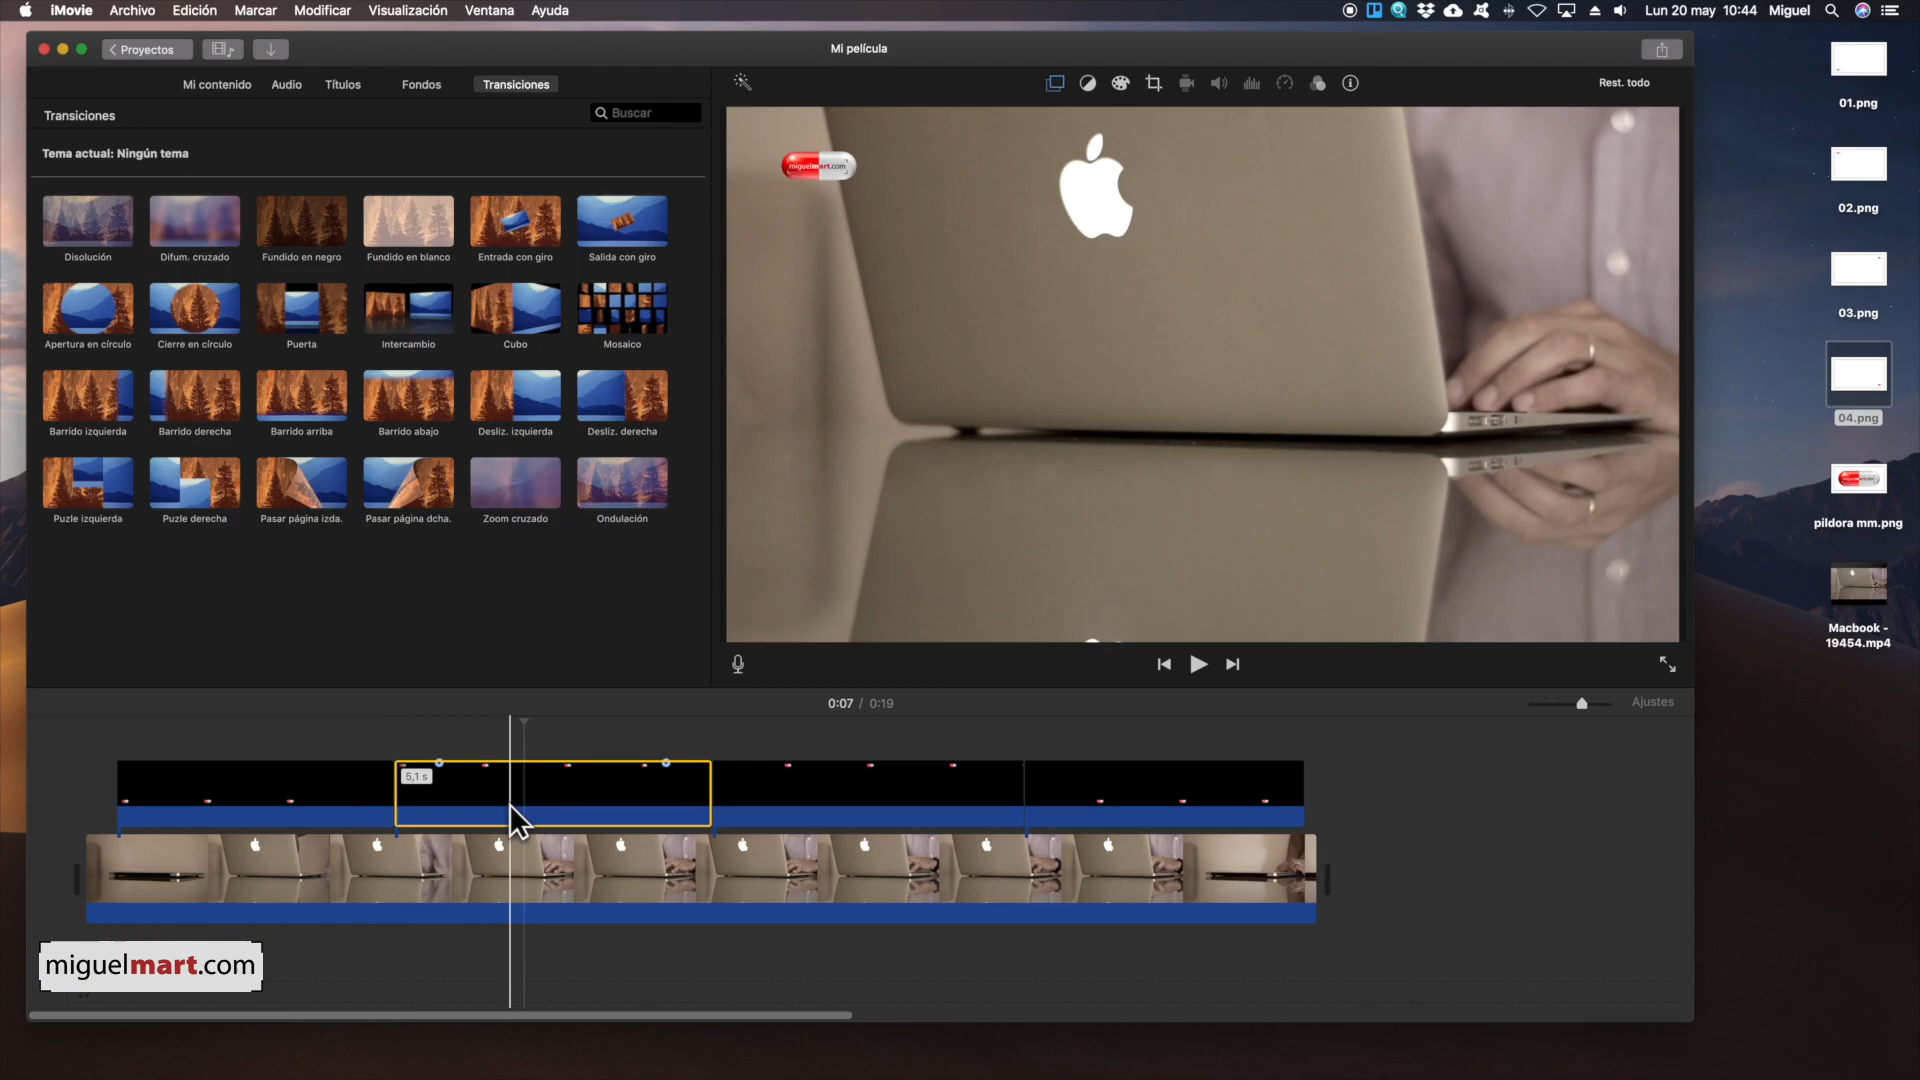 iMovie Archivo Edición Marcar Modificar Visualización Ventana Ayuda
Lun 20 may 10:44 Miguel
Proyectos
Mi película
Mi contenido Audio Títulos Fondos Transiciones
Rest. todo
Transiciones
Buscar
Tema actual: Ningún tema
Disolución Difum. cruzado Fundido en negro Fundido en blanco Entrada con giro Salida con giro
Apertura en círculo Cierre en círculo Puerta Intercambio Cubo Mosaico
Barrido izquierda Barrido derecha Barrido arriba Barrido abajo Desliz. izquierda Desliz. derecha
Puzle izquierda Puzle derecha Pasar página izda. Pasar página dcha. Zoom cruzado Ondulación
miguelmart.com
01.png
02.png
03.png
04.png
pildora mm.png
Macbook -
19454.mp4
0:07 / 0:19
Ajustes
5,1 s
miguelmart.com